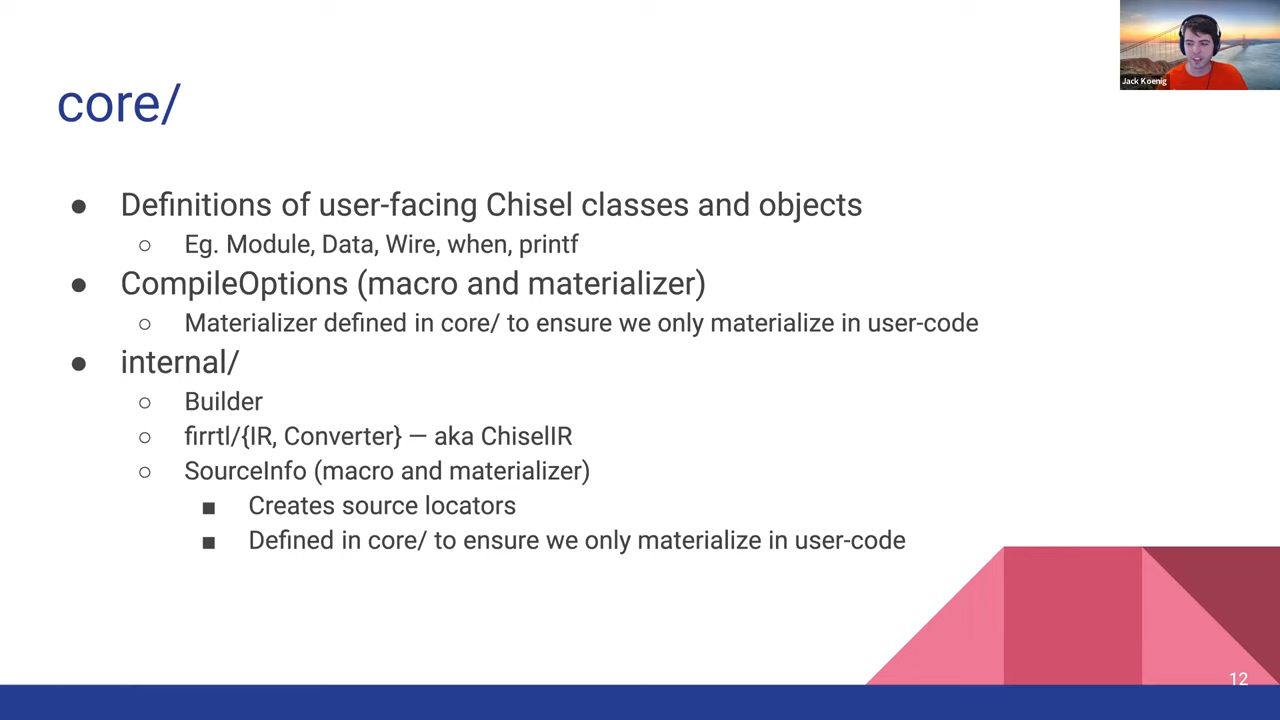 Jack Koenig
core/
● Definitions of user-facing Chisel classes and objects
○ Eg. Module, Data, Wire, when, printf
● CompileOptions (macro and materializer)
○ Materializer defined in core/ to ensure we only materialize in user-code
● internal/
○ Builder
○ firrtl/{IR, Converter} — aka ChiselIR
○ SourceInfo (macro and materializer)
■ Creates source locators
■ Defined in core/ to ensure we only materialize in user-code
12